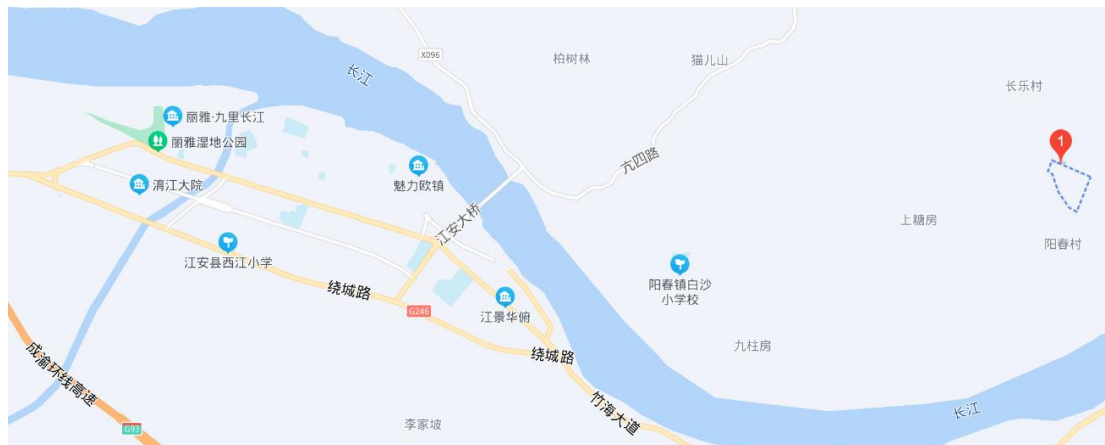 X096
柏树林
猫儿山
长江
长乐村
丽雅·九里长江
1
丽雅湿地公园
亢四路
魅力欧镇
淯江大院
上糖房
江安大桥
阳春村
江安县西江小学
阳春镇白沙
小学校
绕城路
G246
江景华俯
九柱房
绕城路
成渝环线高速
竹海大道
长江
李家坡
G93